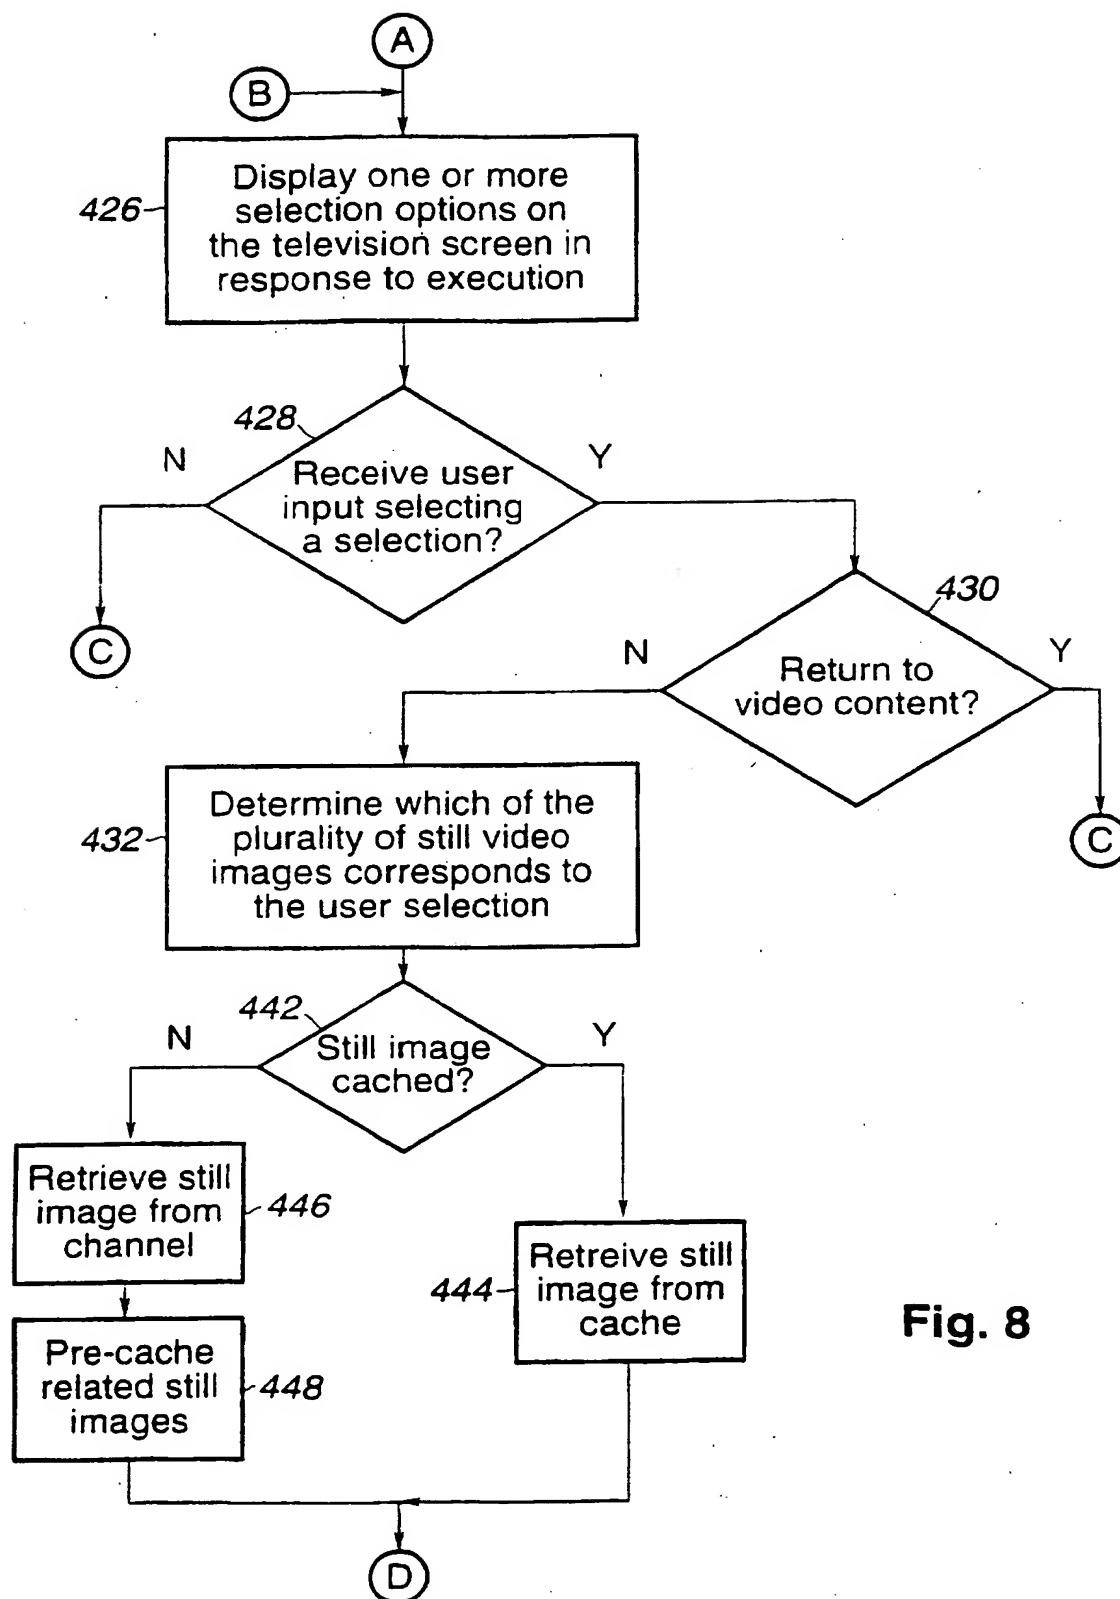 A
B
426
Display one or more
selection options on
the television screen in
response to execution
428
N
Y
Receive user
input selecting
a selection?
C
430
N
Y
Return to
video content?
C
432
Determine which of the
plurality of still video
images corresponds to
the user selection
442
N
Y
Still image
cached?
Retrieve still
image from
channel
446
444
Retreive still
image from
cache
Pre-cache
related still
images
448
D
Fig. 8